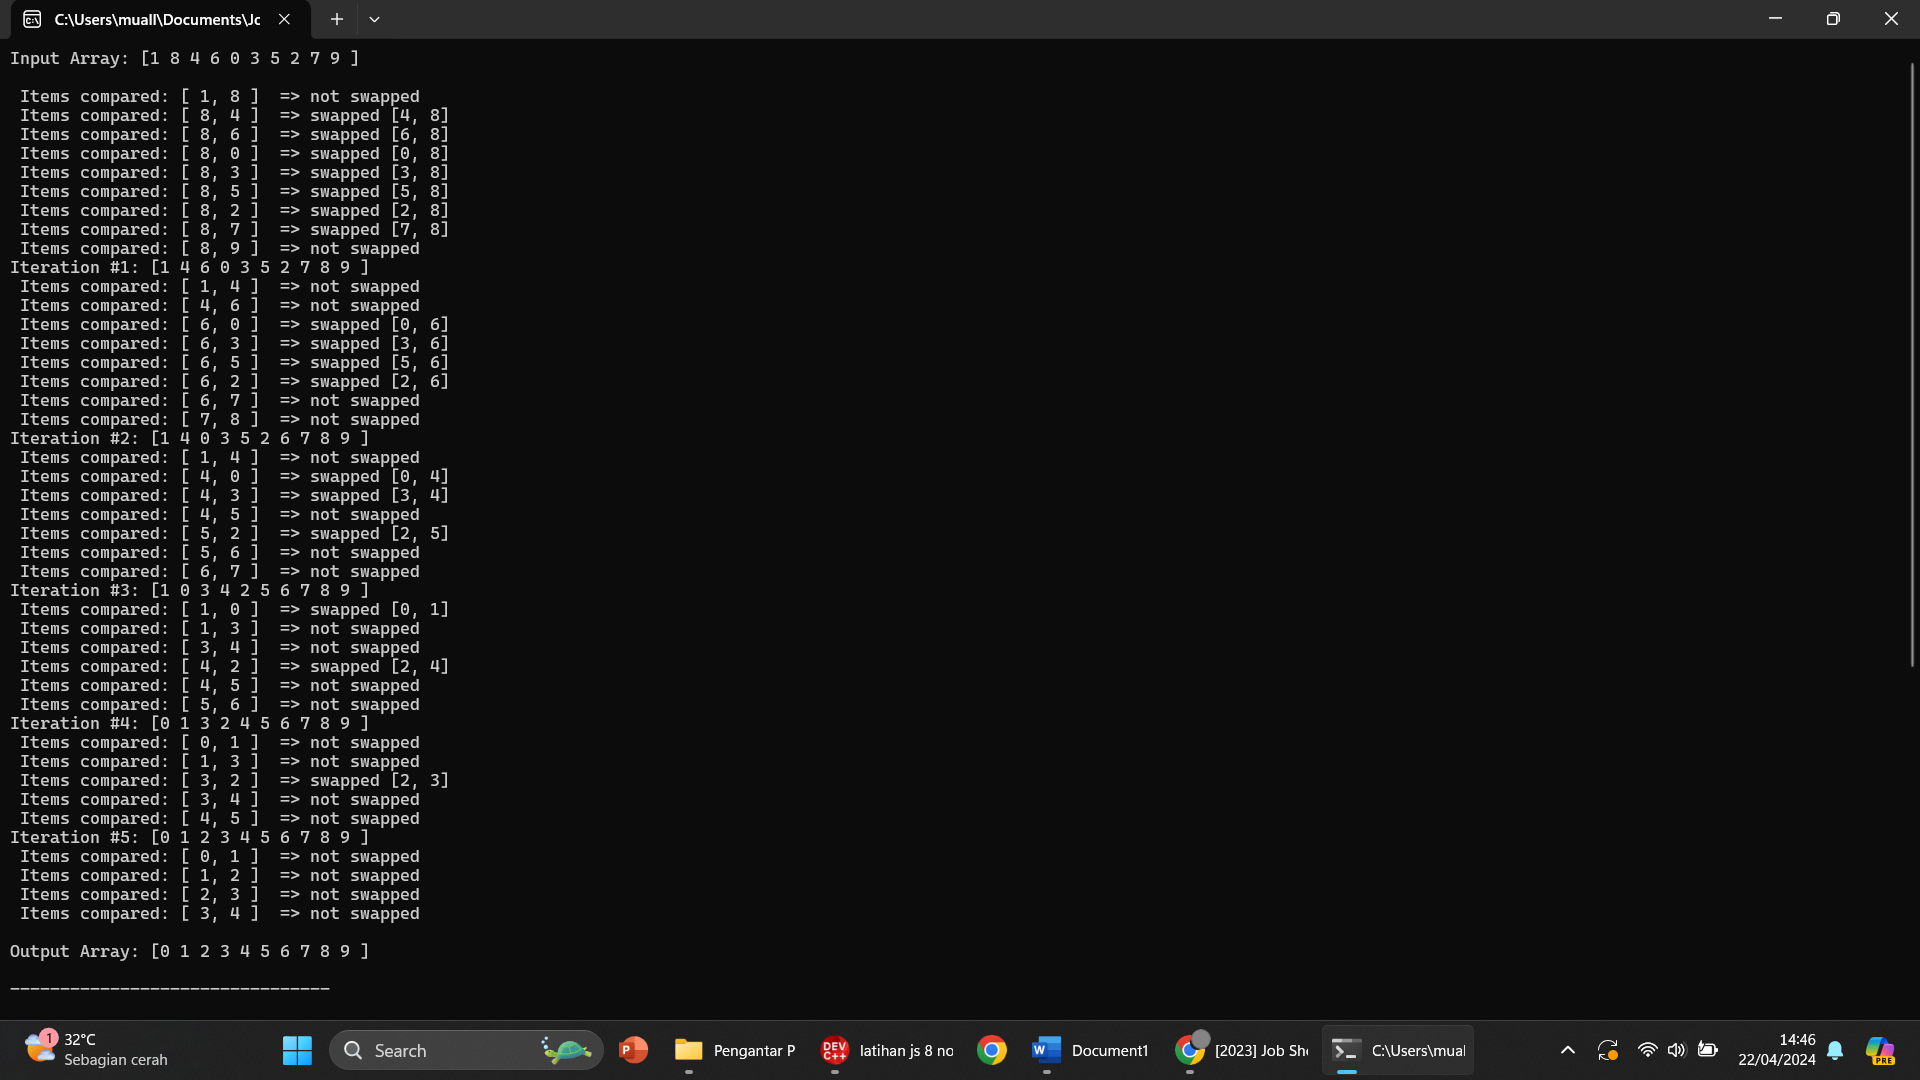 C:\Users\muall\Documents\Jc
Input Array: [1 8 4 6 0 3 5 2 7 9 ]
Items compared: [ 1, 8 ]  => not swapped
Items compared: [ 8, 4 ]  => swapped [4, 8]
Items compared: [ 8, 6 ]  => swapped [6, 8]
Items compared: [ 8, 0 ]  => swapped [0, 8]
Items compared: [ 8, 3 ]  => swapped [3, 8]
Items compared: [ 8, 5 ]  => swapped [5, 8]
Items compared: [ 8, 2 ]  => swapped [2, 8]
Items compared: [ 8, 7 ]  => swapped [7, 8]
Items compared: [ 8, 9 ]  => not swapped
Iteration #1: [1 4 6 0 3 5 2 7 8 9 ]
Items compared: [ 1, 4 ]  => not swapped
Items compared: [ 4, 6 ]  => not swapped
Items compared: [ 6, 0 ]  => swapped [0, 6]
Items compared: [ 6, 3 ]  => swapped [3, 6]
Items compared: [ 6, 5 ]  => swapped [5, 6]
Items compared: [ 6, 2 ]  => swapped [2, 6]
Items compared: [ 6, 7 ]  => not swapped
Items compared: [ 7, 8 ]  => not swapped
Iteration #2: [1 4 0 3 5 2 6 7 8 9 ]
Items compared: [ 1, 4 ]  => not swapped
Items compared: [ 4, 0 ]  => swapped [0, 4]
Items compared: [ 4, 3 ]  => swapped [3, 4]
Items compared: [ 4, 5 ]  => not swapped
Items compared: [ 5, 2 ]  => swapped [2, 5]
Items compared: [ 5, 6 ]  => not swapped
Items compared: [ 6, 7 ]  => not swapped
Iteration #3: [1 0 3 4 2 5 6 7 8 9 ]
Items compared: [ 1, 0 ]  => swapped [0, 1]
Items compared: [ 1, 3 ]  => not swapped
Items compared: [ 3, 4 ]  => not swapped
Items compared: [ 4, 2 ]  => swapped [2, 4]
Items compared: [ 4, 5 ]  => not swapped
Items compared: [ 5, 6 ]  => not swapped
Iteration #4: [0 1 3 2 4 5 6 7 8 9 ]
Items compared: [ 0, 1 ]  => not swapped
Items compared: [ 1, 3 ]  => not swapped
Items compared: [ 3, 2 ]  => swapped [2, 3]
Items compared: [ 3, 4 ]  => not swapped
Items compared: [ 4, 5 ]  => not swapped
Iteration #5: [0 1 2 3 4 5 6 7 8 9 ]
Items compared: [ 0, 1 ]  => not swapped
Items compared: [ 1, 2 ]  => not swapped
Items compared: [ 2, 3 ]  => not swapped
Items compared: [ 3, 4 ]  => not swapped
Output Array: [0 1 2 3 4 5 6 7 8 9 ]
--------------------------------
1 32°C
Sebagian cerah
Search
P
Pengantar P
DEV C++
latihan js 8 no
W
Document1
[2023] Job She
C:\Users\mual
14:46
22/04/2024
PRE